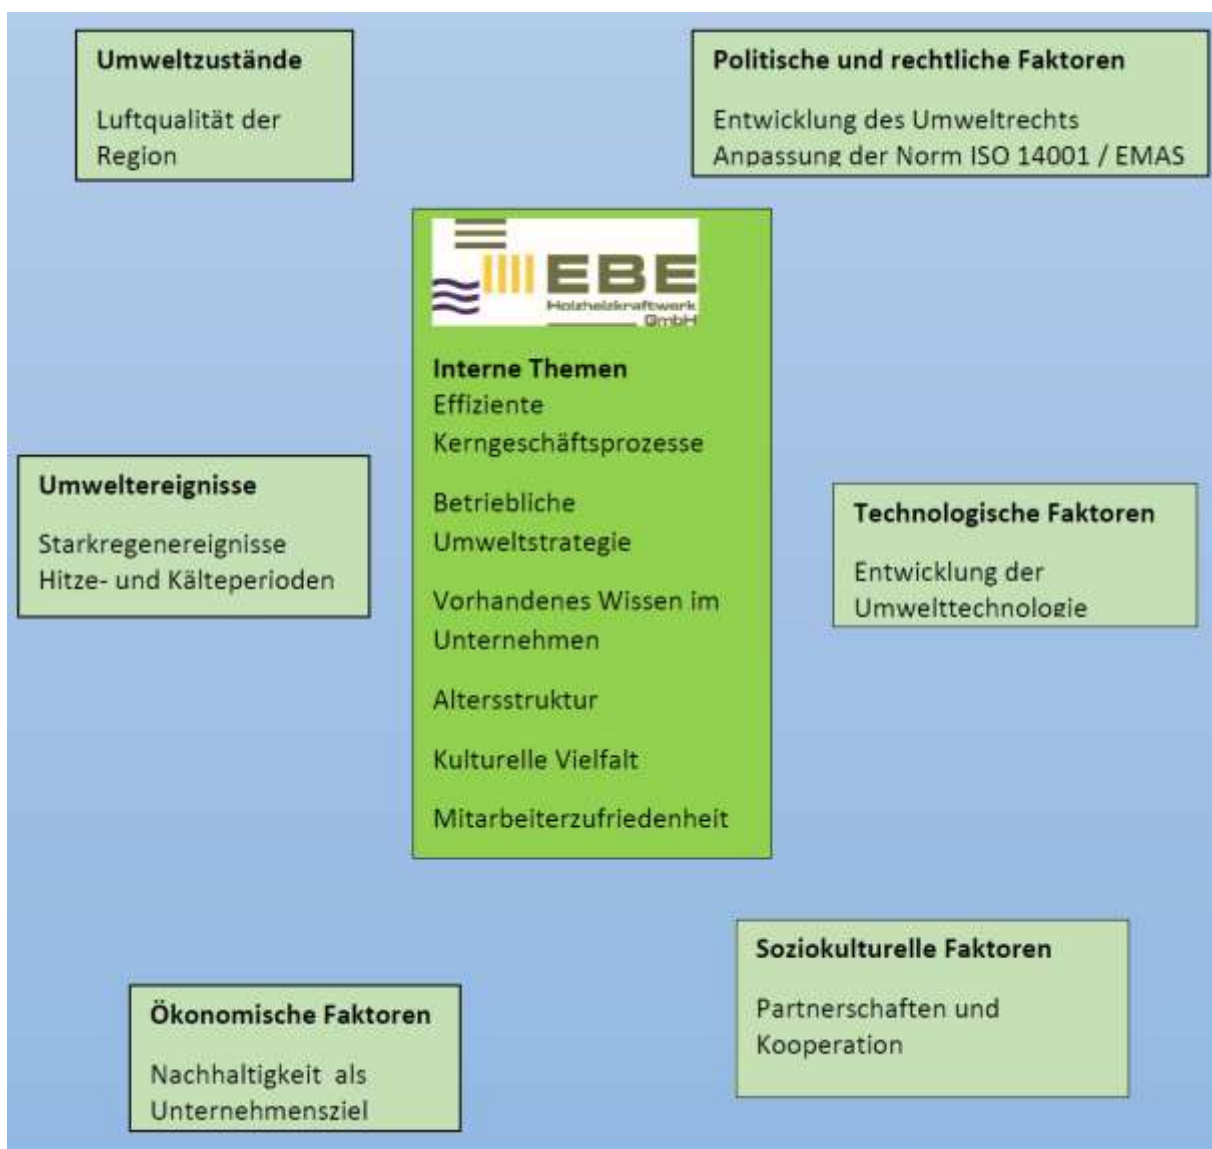 Umweltzustände
Luftqualität der
Region
Politische und rechtliche Faktoren
Entwicklung des Umweltrechts
Anpassung der Norm ISO 14001 / EMAS
EBE
Holzheizkraftwerk
GmbH
Interne Themen
Effiziente
Kerngeschäftsprozesse
Betriebliche
Umweltstrategie
Vorhandenes Wissen im
Unternehmen
Altersstruktur
Kulturelle Vielfalt
Mitarbeiterzufriedenheit
Umweltereignisse
Starkregenereignisse
Hitze- und Kälteperioden
Technologische Faktoren
Entwicklung der
Umwelttechnologie
Soziokulturelle Faktoren
Partnerschaften und
Kooperation
Ökonomische Faktoren
Nachhaltigkeit als
Unternehmensziel